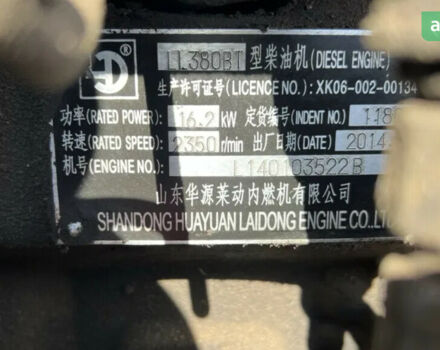 LL380BT 型柴油机(DIESEL ENGINE)
生产许可证号(LICENCE NO.): XK06-002-00134
功率(RATED POWER): 16.2 kW 定货编号(INDENT NO.) 118
转速(RATED SPEED): 2350 r/min 出厂日期(DATE) 2014
机号(ENGINE NO.) L140103522B
山东华源莱动内燃机有限公司
SHANDONG HUAYUAN LAIDONG ENGINE CO.,LTD